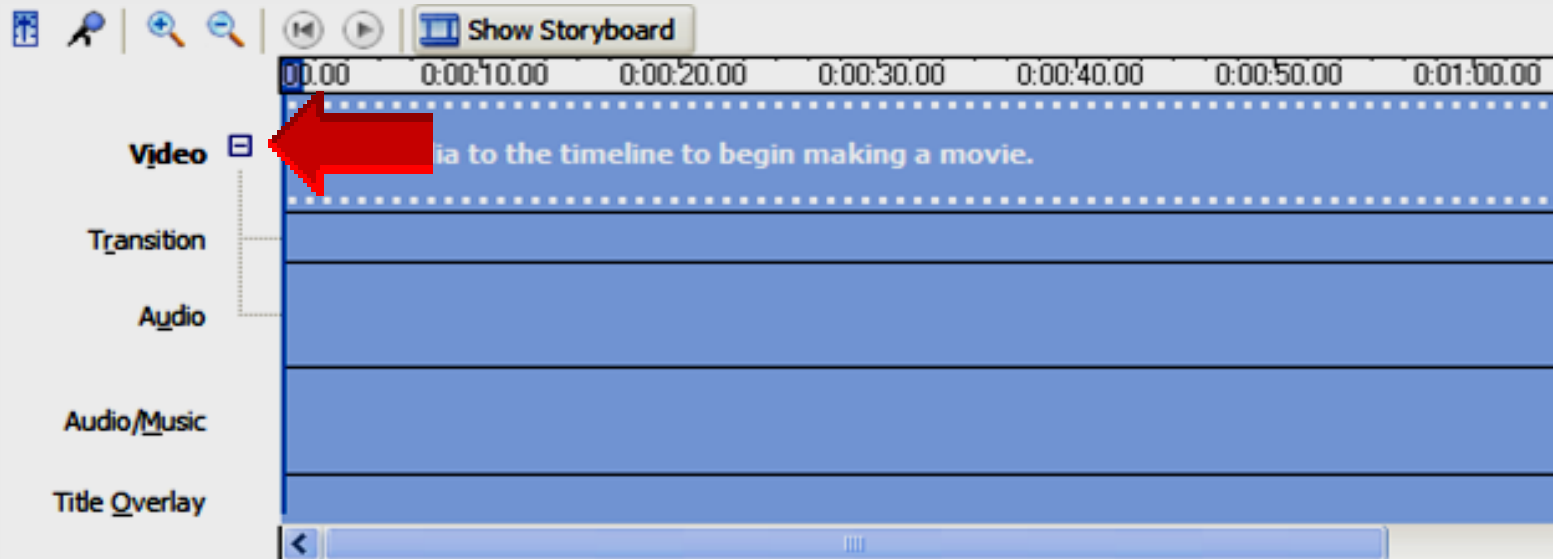 Show Storyboard
00.00 0:00:10.00 0:00:20.00 0:00:30.00 0:00:40.00 0:00:50.00 0:01:00.00
Video
to the timeline to begin making a movie.
Transition
Audio
Audio/Music
Title Overlay